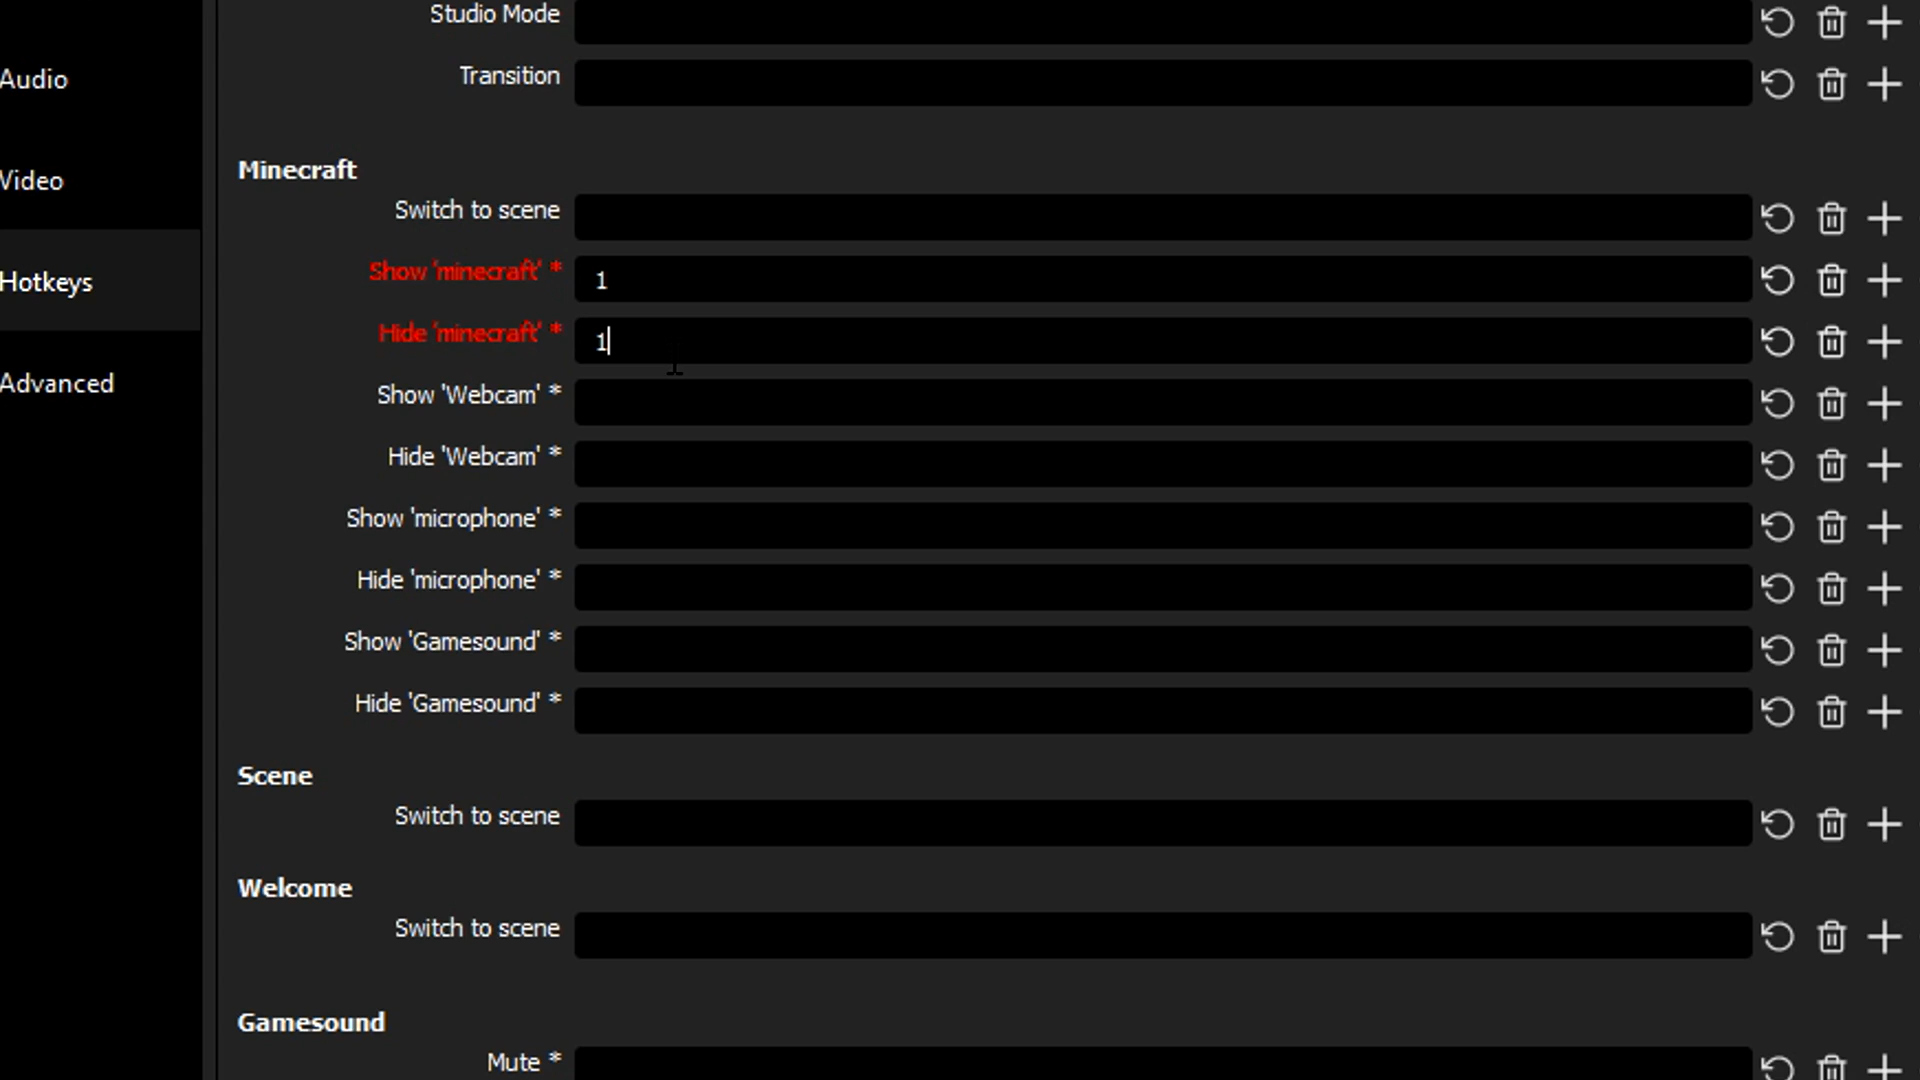 Studio Mode
Transition
Audio
Video
Hotkeys
Advanced
Minecraft
Switch to scene
Show 'minecraft' * 1
Hide 'minecraft' * 1
Show 'Webcam' *
Hide 'Webcam' *
Show 'microphone' *
Hide 'microphone' *
Show 'Gamesound' *
Hide 'Gamesound' *
Scene
Switch to scene
Welcome
Switch to scene
Gamesound
Mute *